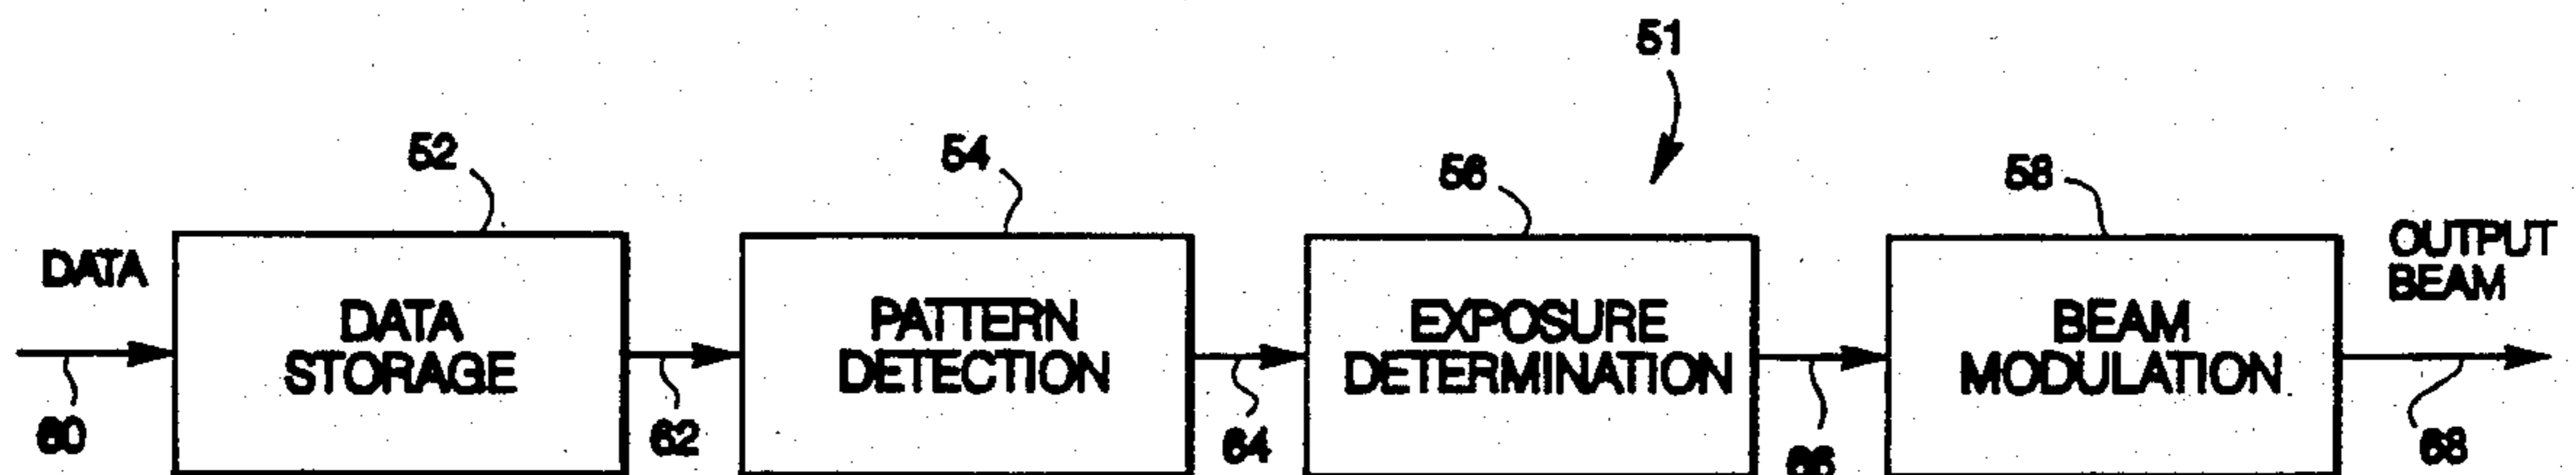 51
52
54
56
58
DATA
OUTPUT
BEAM
DATA
STORAGE
PATTERN
DETECTION
EXPOSURE
DETERMINATION
BEAM
MODULATION
60
62
64
66
68